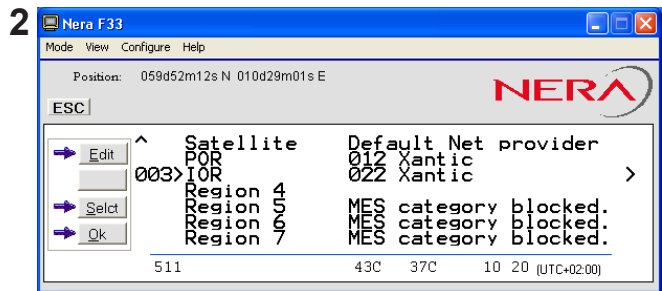 2
Nera F33
Mode View Configure Help
Position: 059d52m12s N 010d29m01s E
NERA
ESC
Edit
Selct
Ok
^ Satellite Default Net provider
POR 012 Xantic
003>IOR 022 Xantic >
Region 4
Region 5 MES category blocked.
Region 6 MES category blocked.
Region 7 MES category blocked.
511 43C 37C 10 20 (UTC+02:00)